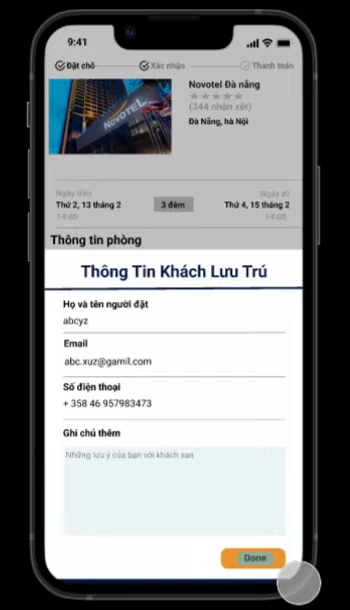 9:41
Đặt chỗ
Xác nhận
Thanh toán
NOVOTEL
Novotel Đà nẵng
(344 nhận xét)
Đà Nẵng, hà Nội
Ngày đến
Ngày đi
Thứ 2, 13 tháng 2
3 đêm
Thứ 4, 15 tháng 2
14:00
14:00
Thông tin phòng
Thông Tin Khách Lưu Trú
Họ và tên người đặt
abcyz
Email
abc.xuz@gamil.com
Số điện thoại
+ 358 46 957983473
Ghi chú thêm
Những lưu ý của bạn với khách sạn
Done